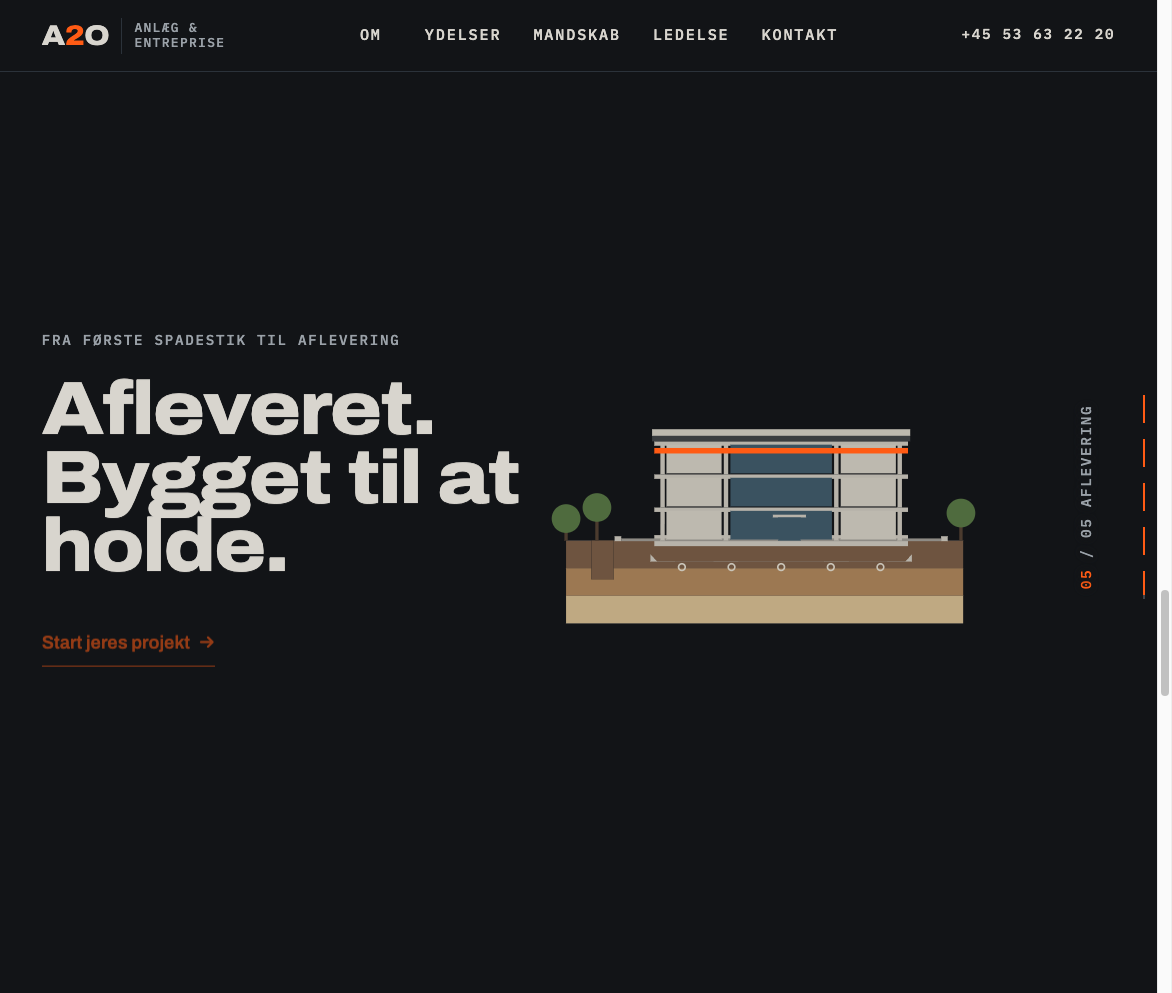 A2O
ANLÆG &
ENTREPRISE
OM
YDELSER
MANDSKAB
LEDELSE
KONTAKT
+45 53 63 22 20
FRA FØRSTE SPADESTIK TIL AFLEVERING
Afleveret.
Bygget til at
holde.
Start jeres projekt →
05 / 05 AFLEVERING